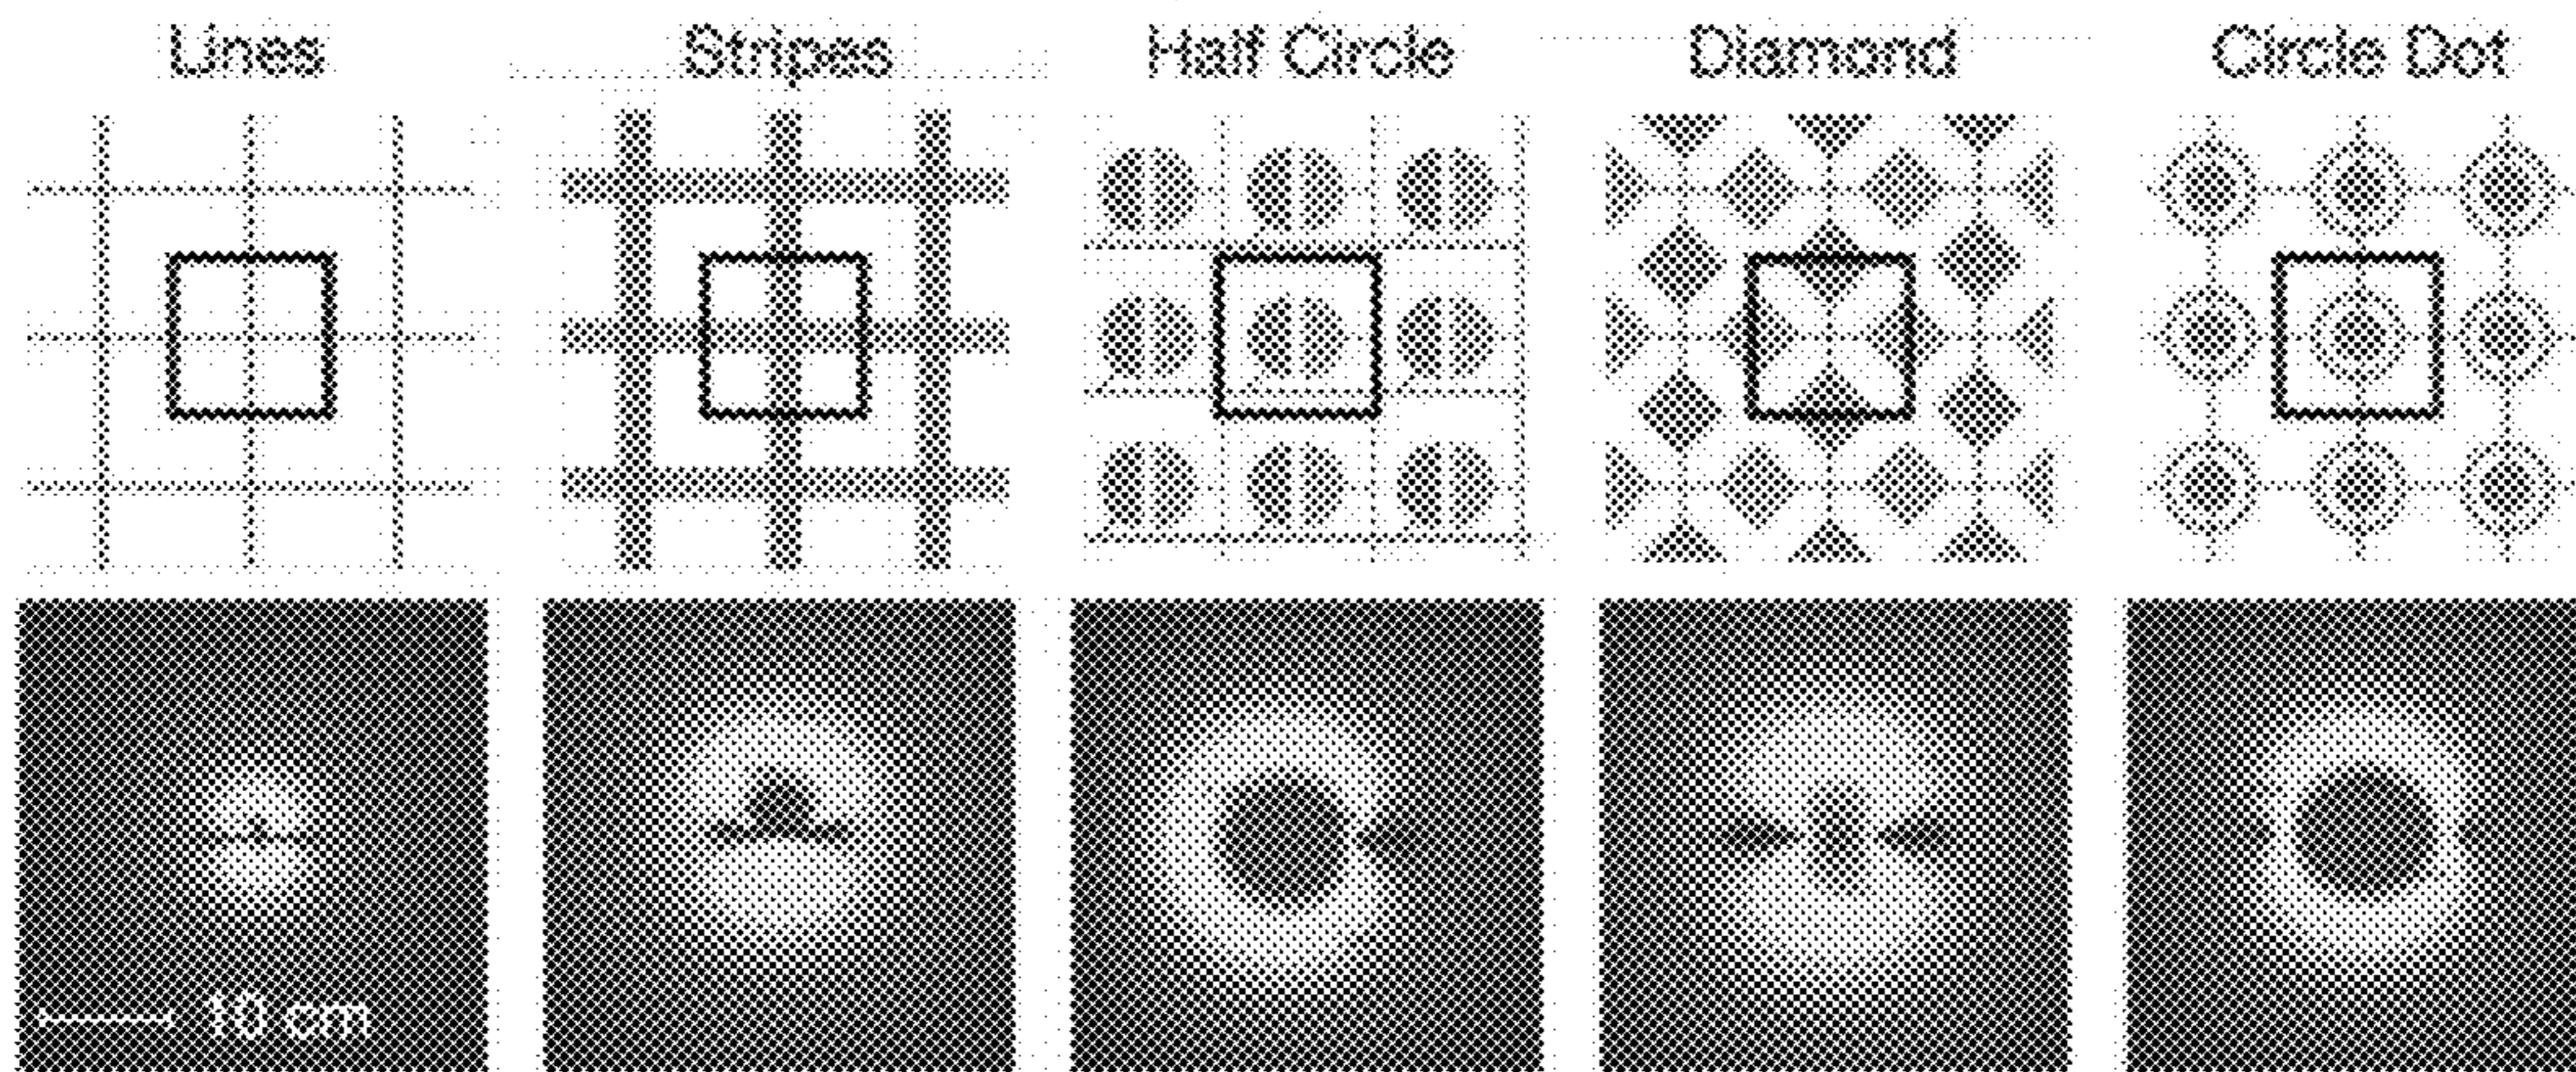 Lines
Stripes
Half Circle
Diamond
Circle Dot
10 cm